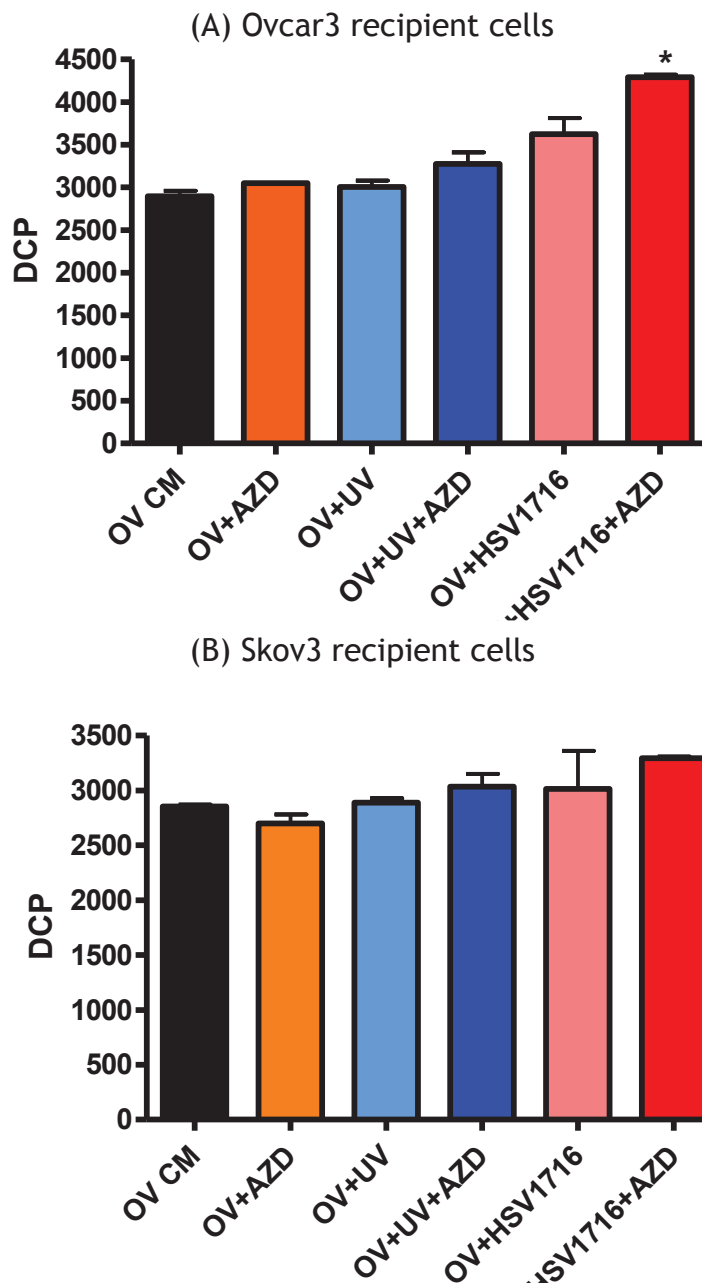 (A) Ovcar3 recipient cells
*
4500
4000
3500
3000
2500
2000
1500
1000
500
0
DCP
OV CM
OV+AZD
OV+UV
OV+UV+AZD
OV+HSV1716
+HSV1716+AZD
(B) Skov3 recipient cells
3500
3000
2500
2000
1500
1000
500
0
DCP
OV CM
OV+AZD
OV+UV
OV+UV+AZD
OV+HSV1716
HSV1716+AZD